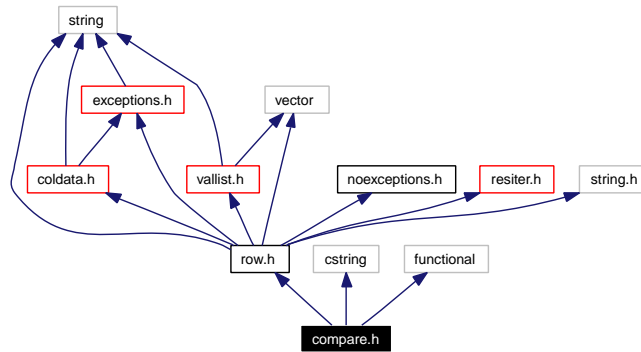 string
exceptions.h
vector
coldata.h
vallist.h
noexceptions.h
resiter.h
string.h
row.h
cstring
functional
compare.h